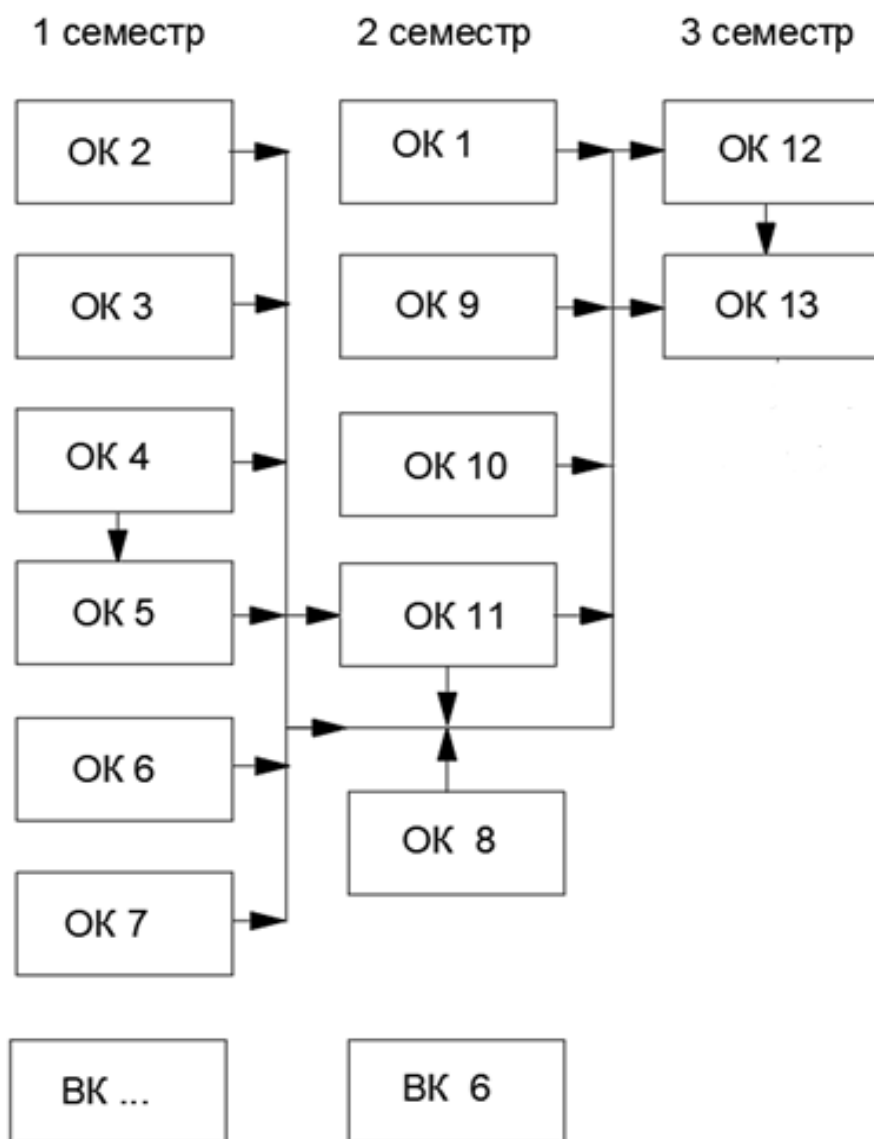 1 семестр 2 семестр 3 семестр
ОК 2 ОК 1 ОК 12
ОК 3 ОК 9 ОК 13
ОК 4 ОК 10
ОК 5 ОК 11
ОК 6
ОК 8
ОК 7
ВК ... ВК 6